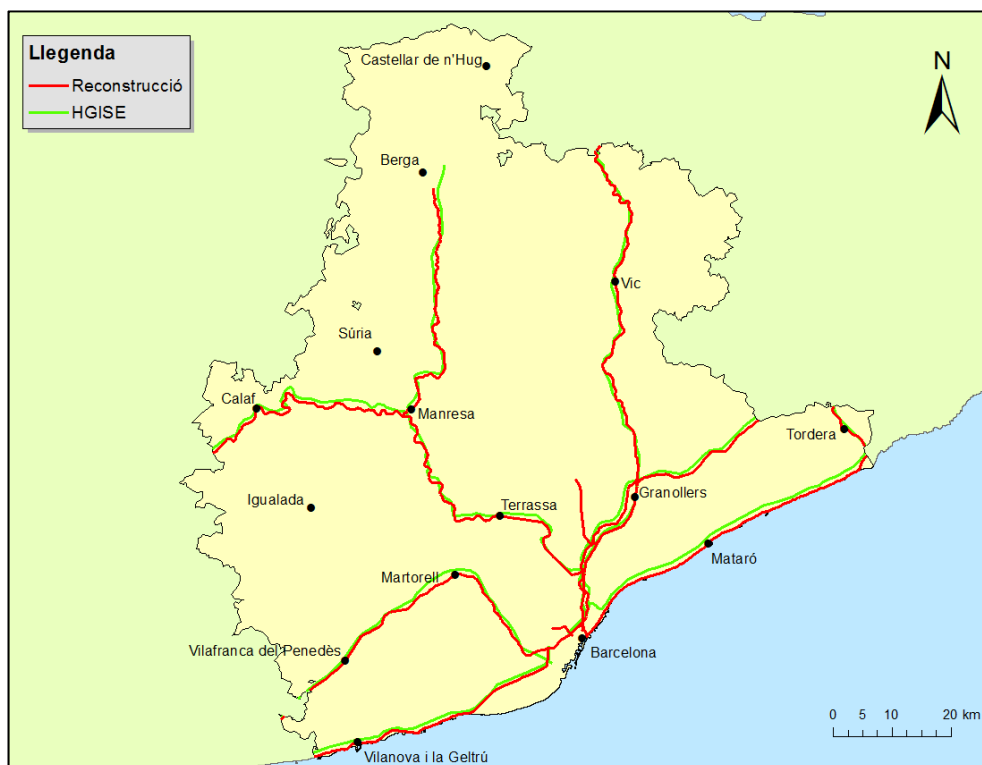 Llegenda
Reconstrucció
HGISE
N
Castellar de n'Hug
Berga
Vic
Súria
Calaf
Manresa
Tordera
Igualada
Terrassa
Granollers
Mataró
Martorell
Vilafranca del Penedès
Barcelona
Vilanova i la Geltrú
0 5 10 20 km